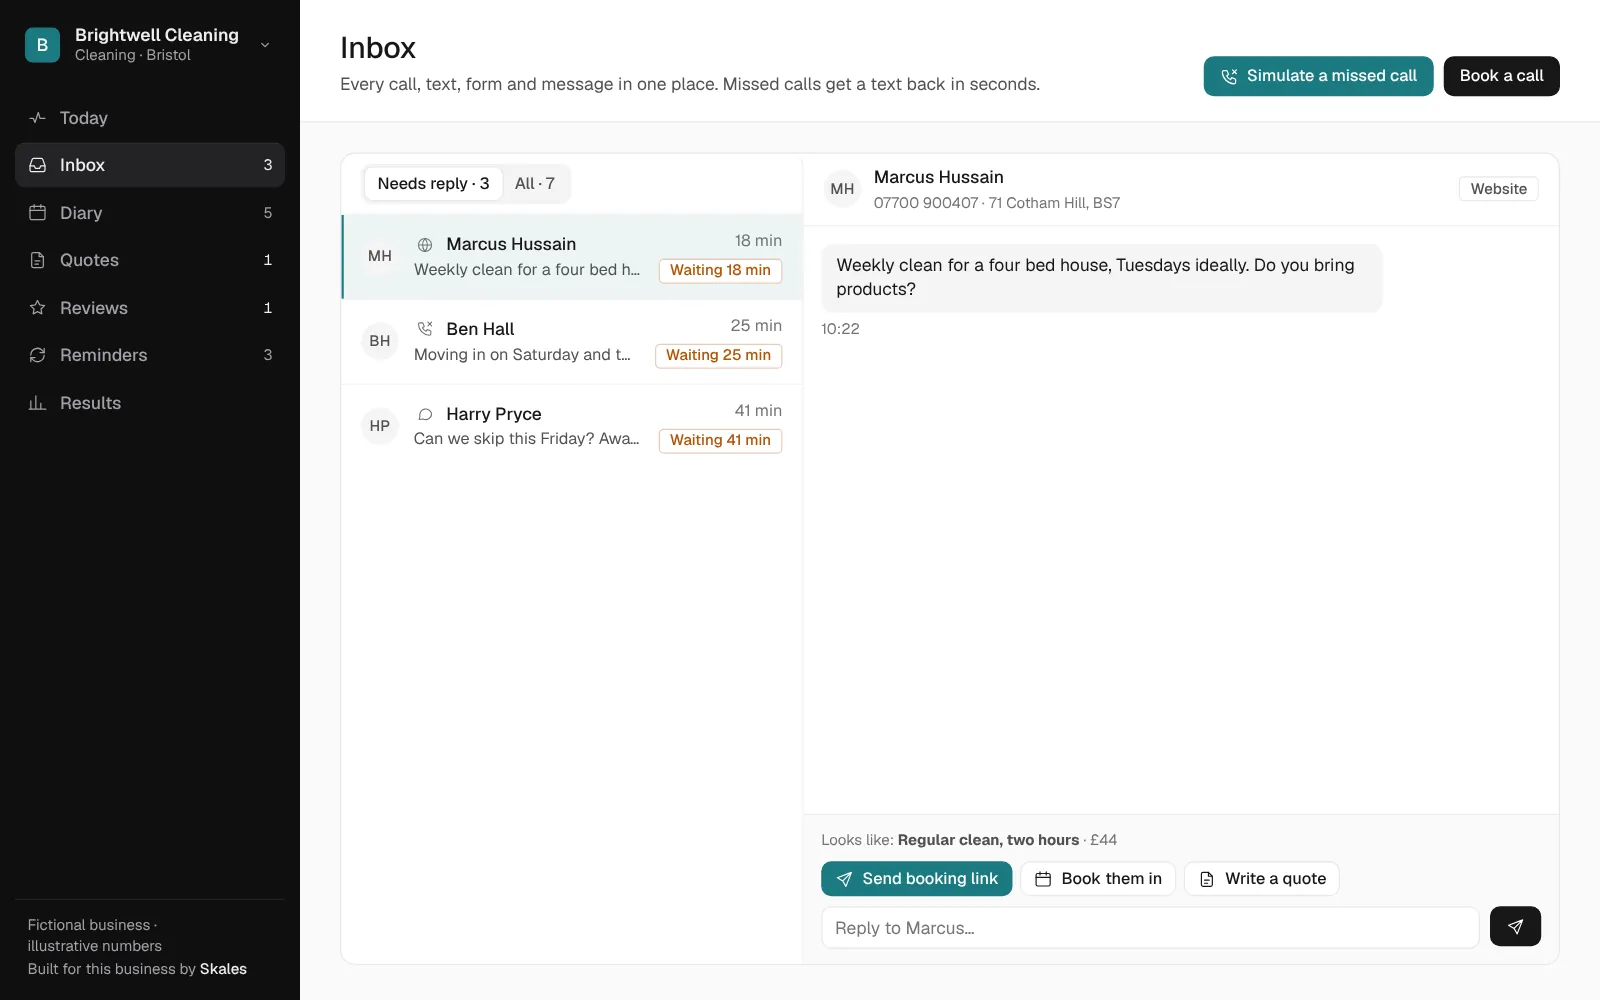 B
Brightwell Cleaning
Cleaning · Bristol
Today
Inbox 3
Diary 5
Quotes 1
Reviews 1
Reminders 3
Results
Fictional business ·
illustrative numbers
Built for this business by Skales
Inbox
Every call, text, form and message in one place. Missed calls get a text back in seconds.
Simulate a missed call
Book a call
Needs reply · 3
All · 7
MH
Marcus Hussain
18 min
Weekly clean for a four bed h...
Waiting 18 min
BH
Ben Hall
25 min
Moving in on Saturday and t...
Waiting 25 min
HP
Harry Pryce
41 min
Can we skip this Friday? Awa...
Waiting 41 min
MH
Marcus Hussain
07700 900407 · 71 Cotham Hill, BS7
Website
Weekly clean for a four bed house, Tuesdays ideally. Do you bring
products?
10:22
Looks like: Regular clean, two hours · £44
Send booking link
Book them in
Write a quote
Reply to Marcus...